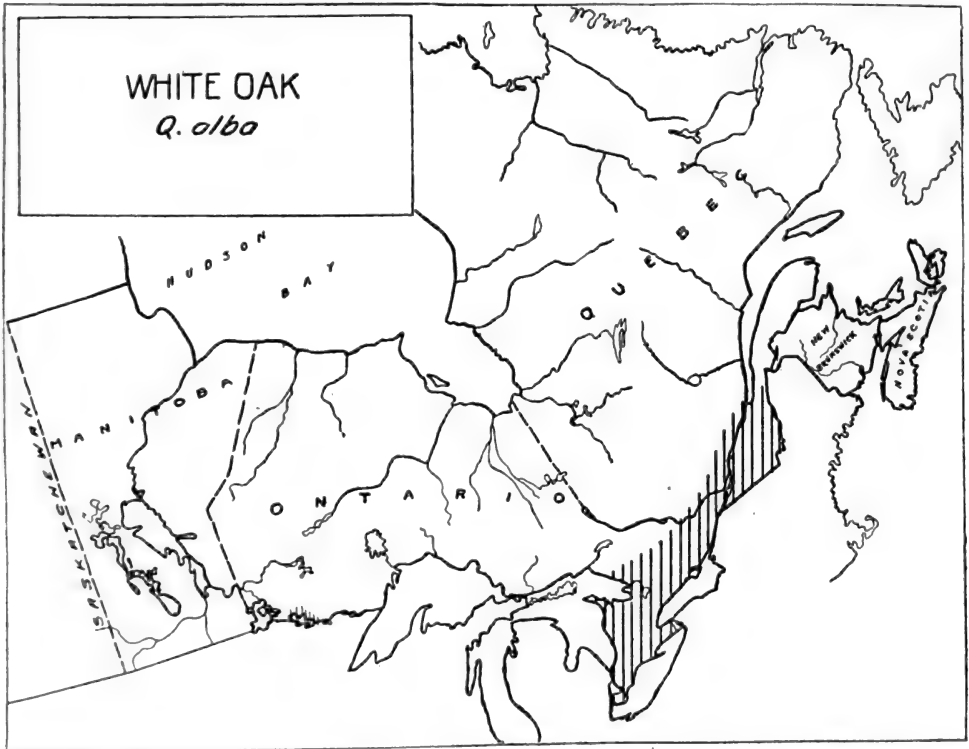 WHITE OAK
Q. alba
HUDSON
BAY
QUEBEC
NEW
BRUNSWICK
NOVA SCOTIA
MANITOBA
SASKATCHEWAN
ONTARIO